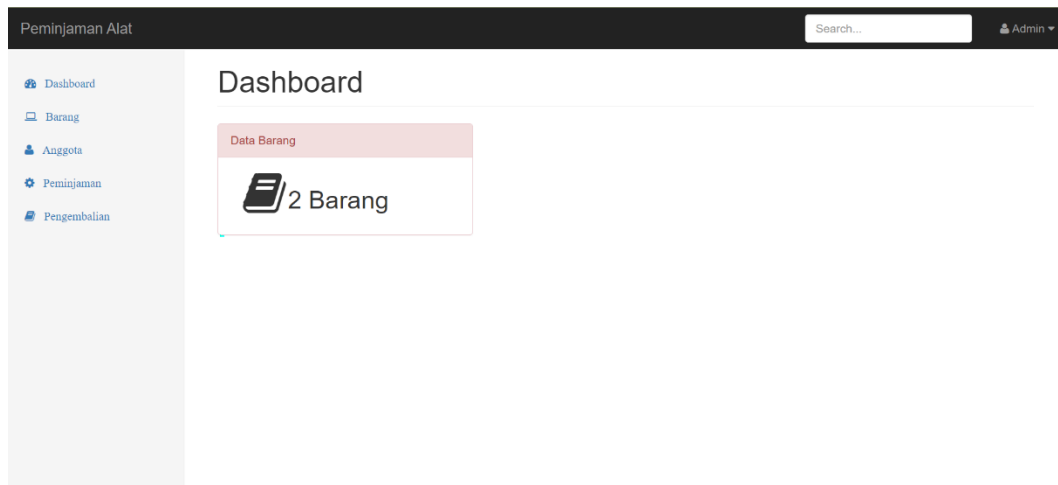 Peminjaman Alat
Search...
Admin
Dashboard
Barang
Anggota
Peminjaman
Pengembalian
Dashboard
Data Barang
2 Barang